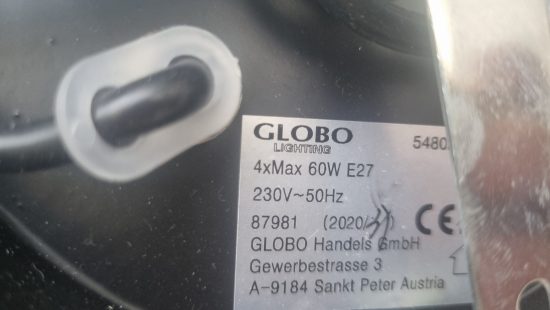 GLOBO
LIGHTING
5480
4xMax 60W E27
230V~50Hz
87981 (2020/
CE
GLOBO Handels GmbH
Gewerbestrasse 3
A-9184 Sankt Peter Austria